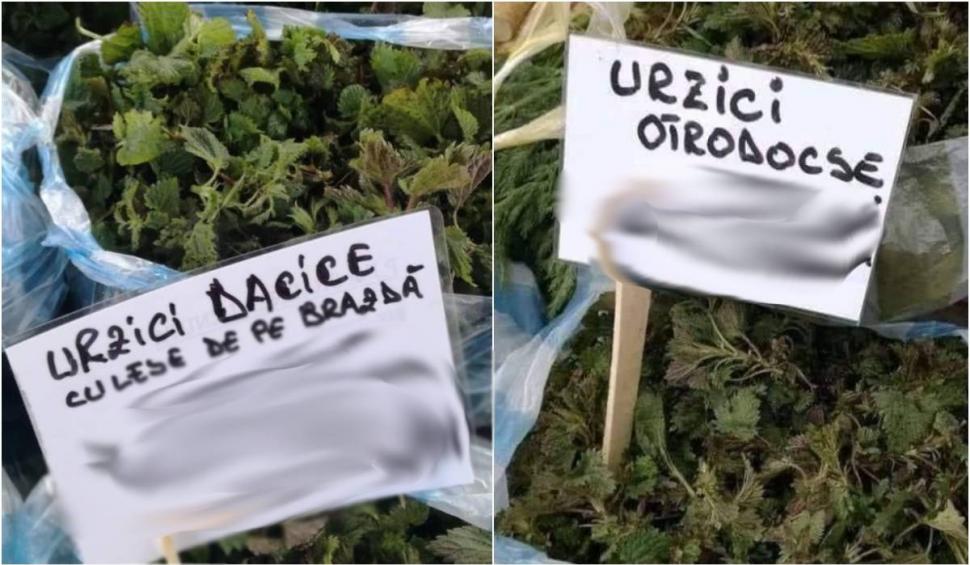 URZiCi DACiCE
CULESE DE PE BRAZDĂ
URZiCi
OTRODOCSE